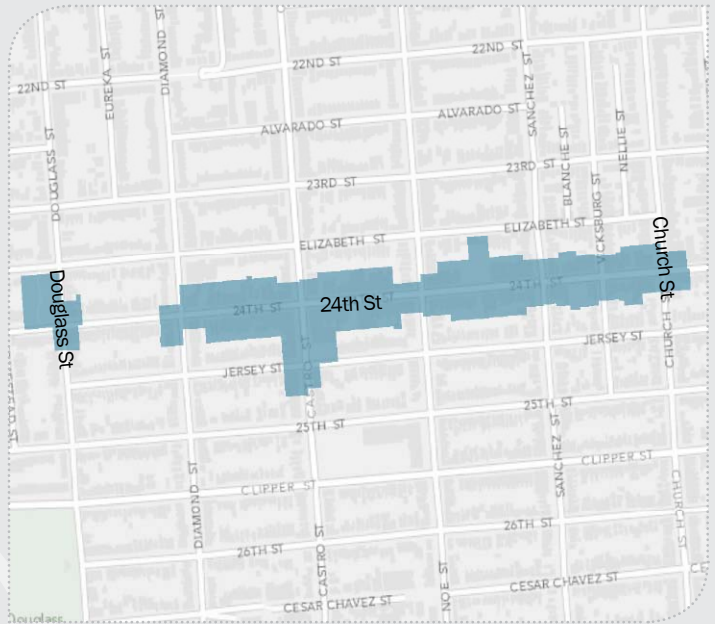 DIAMOND ST
22ND ST
EUREKA ST
22ND ST
22ND ST
SANCHEZ ST
DOUGLASS ST
ALVARADO ST
ALVARADO ST
BLANCHE ST
NELLIE ST
23RD ST
23RD ST
VICKSBURG ST
ELIZABETH ST
ELIZABETH ST
Church St
Douglass St
24TH ST
24th St
24TH ST
CHURCH ST
JERSEY ST
CASTRO ST
JERSEY ST
25TH ST
25TH ST
DIAMOND ST
CLIPPER ST
SANCHEZ ST
CLIPPER ST
CHURCH ST
26TH ST
CASTRO ST
26TH ST
NOE ST
CESAR CHAVEZ ST
CESAR CHAVEZ ST
CE
Douglass